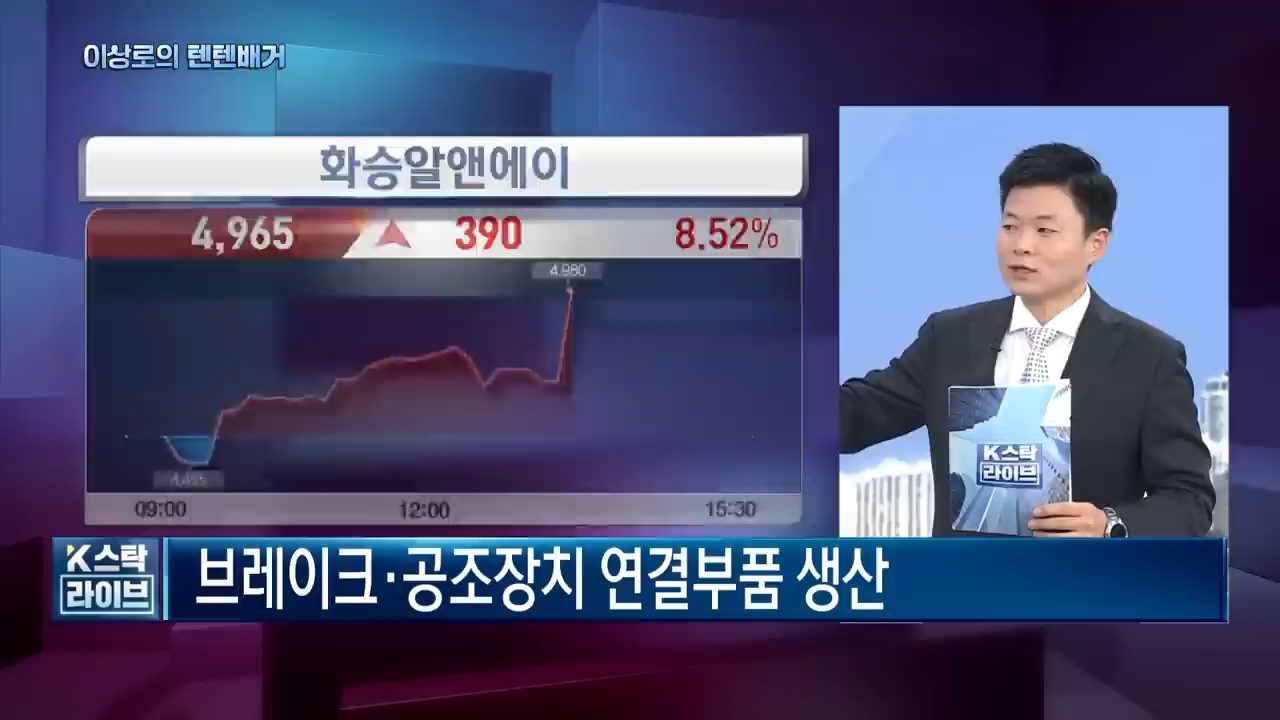 이상로의 텐텐배거
화승알앤에이
4,965 ▲ 390 8.52%
4,980
09:00 12:00 15:30
K스탁
라이브
K스탁
라이브
브레이크·공조장치 연결부품 생산